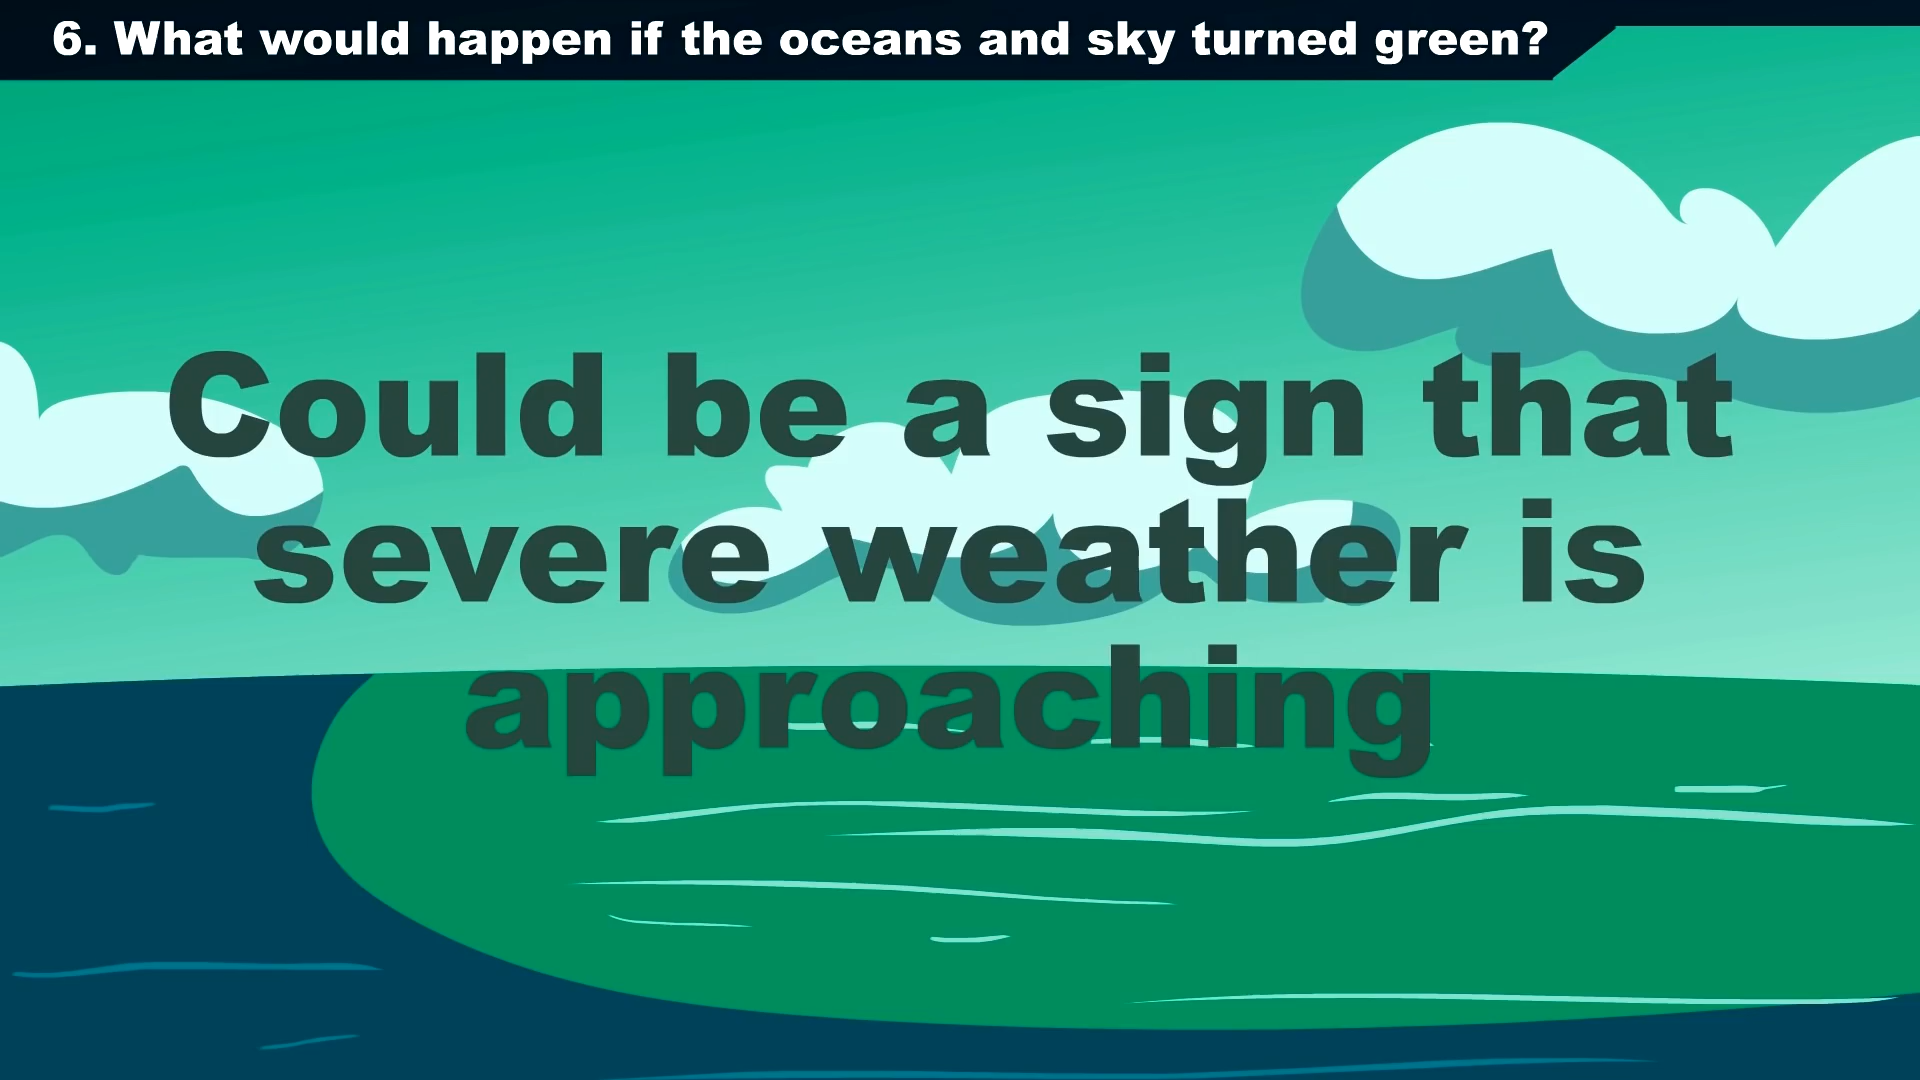 6. What would happen if the oceans and sky turned green?
Could be a sign that
severe weather is
approaching